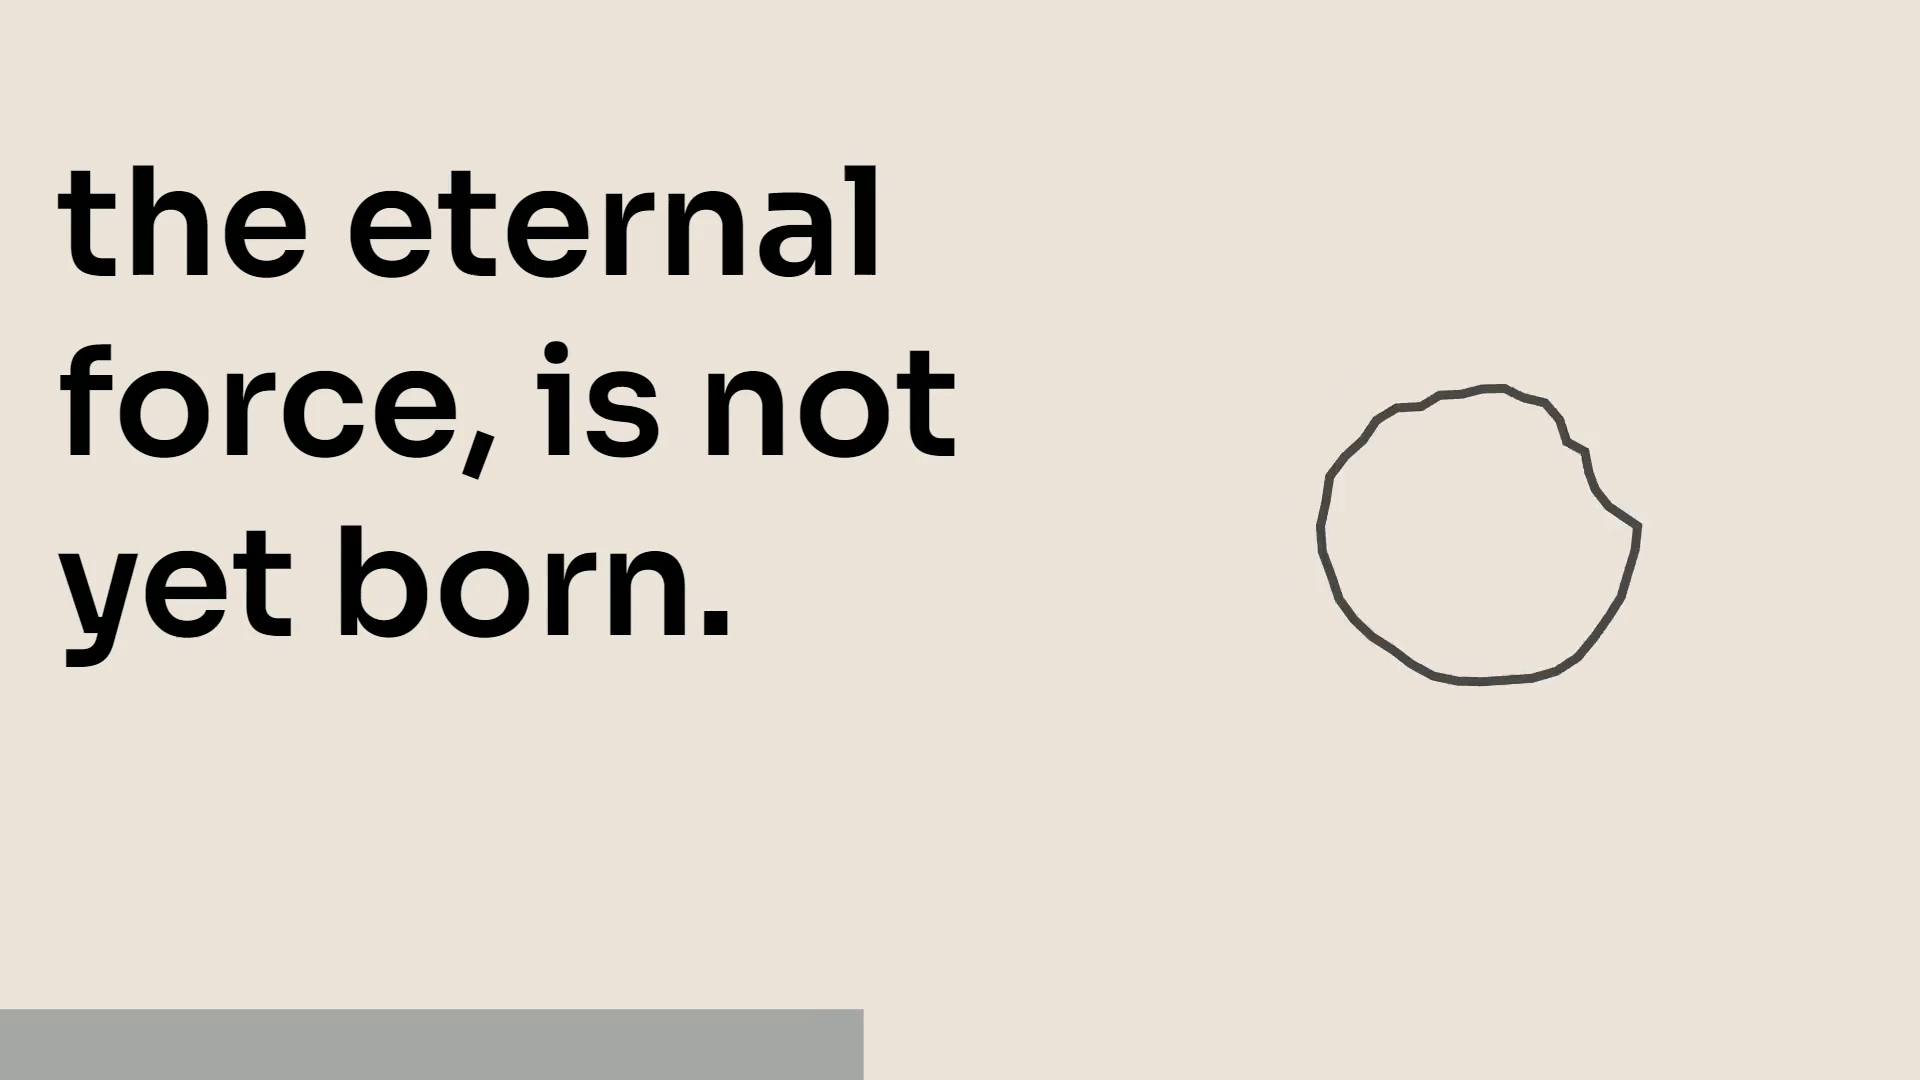 the eternal
force, is not
yet born.